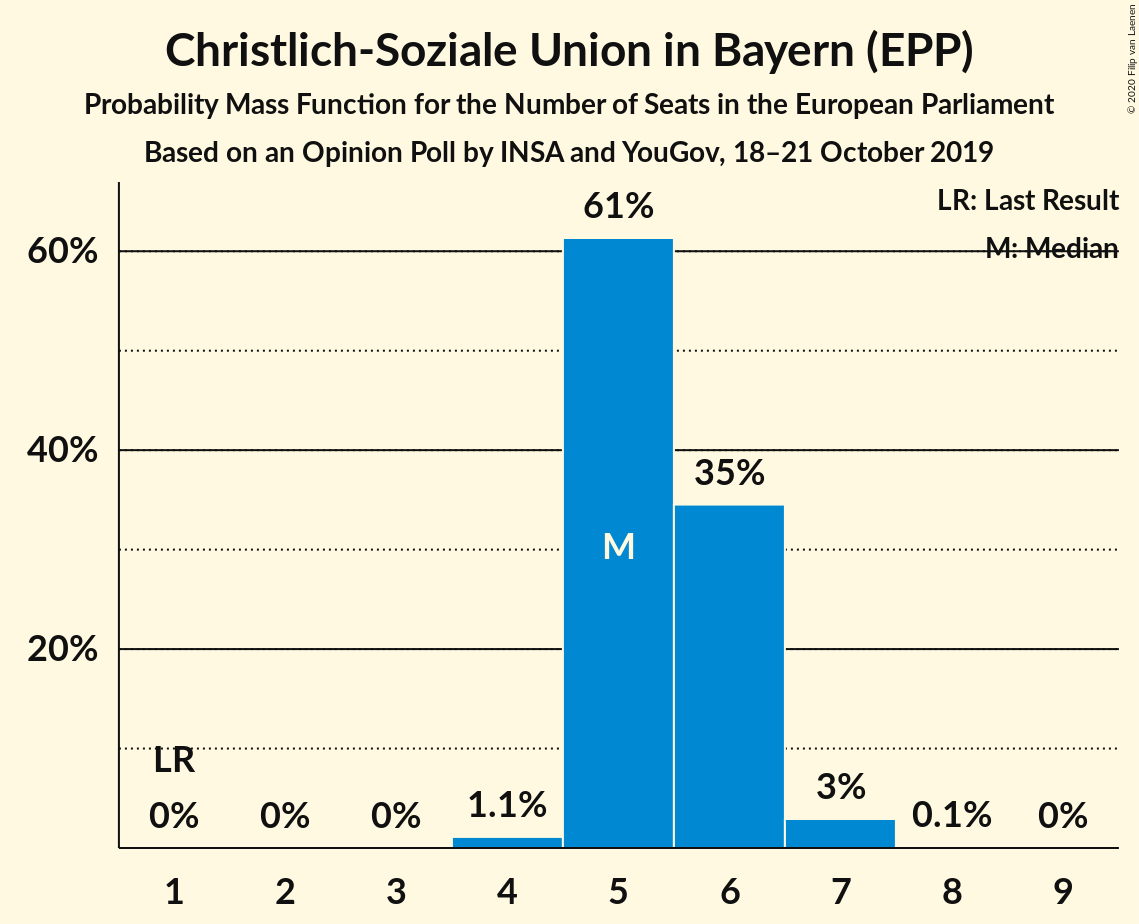 Christlich-Soziale Union in Bayern (EPP)
Probability Mass Function for the Number of Seats in the European Parliament
Based on an Opinion Poll by INSA and YouGov, 18–21 October 2019
© 2020 Filip van Laenen
LR: Last Result
M: Median
61%
60%
40%
35%
M
20%
LR
0% 0% 0% 1.1% 3% 0.1% 0%
1 2 3 4 5 6 7 8 9